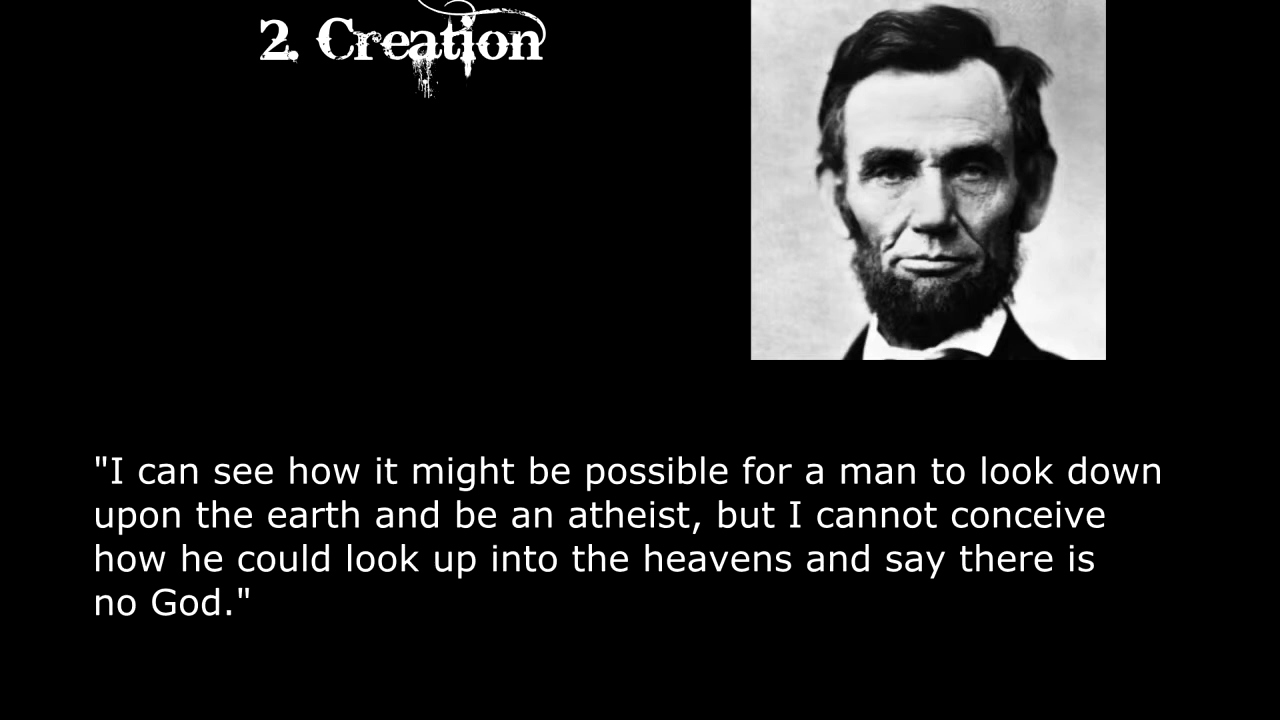 2. Creation
"I can see how it might be possible for a man to look down
upon the earth and be an atheist, but I cannot conceive
how he could look up into the heavens and say there is
no God."